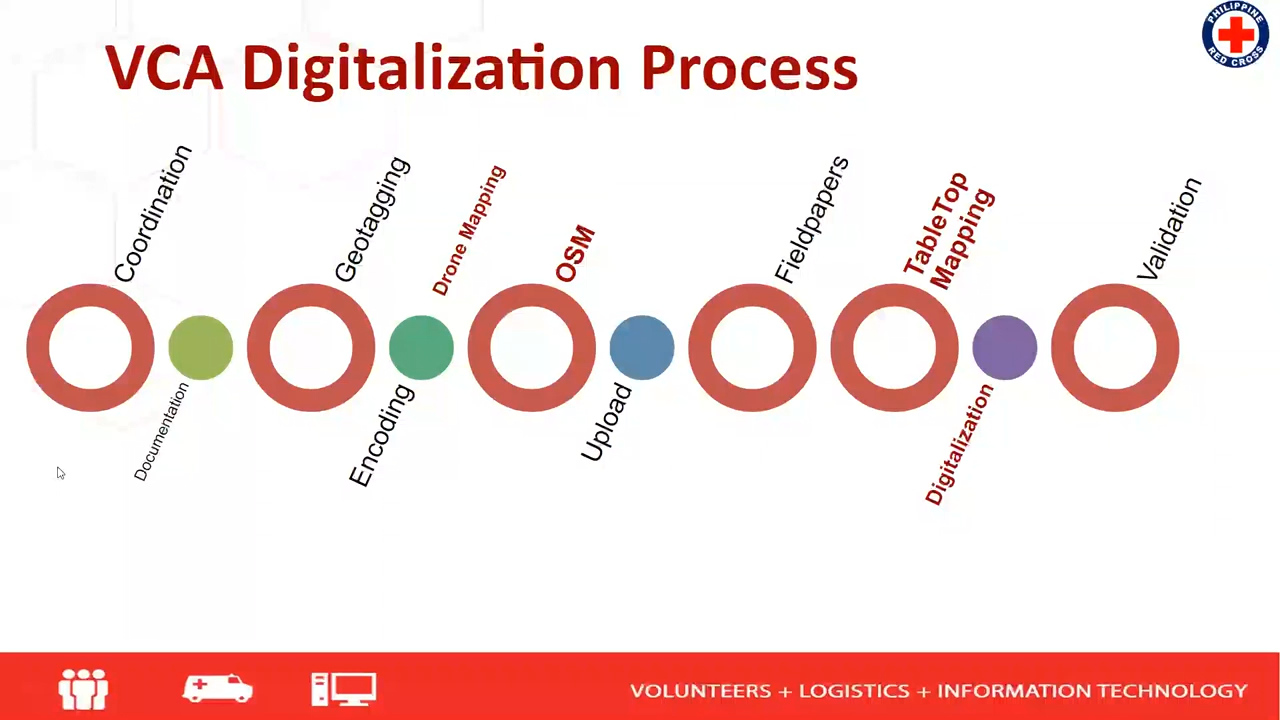 VCA Digitalization Process
PHILIPPINE
RED CROSS
Coordination
Documentation
Geotagging
Encoding
Drone Mapping
OSM
Upload
Fieldpapers
TableTop
Mapping
Digitalization
Validation
VOLUNTEERS + LOGISTICS + INFORMATION TECHNOLOGY